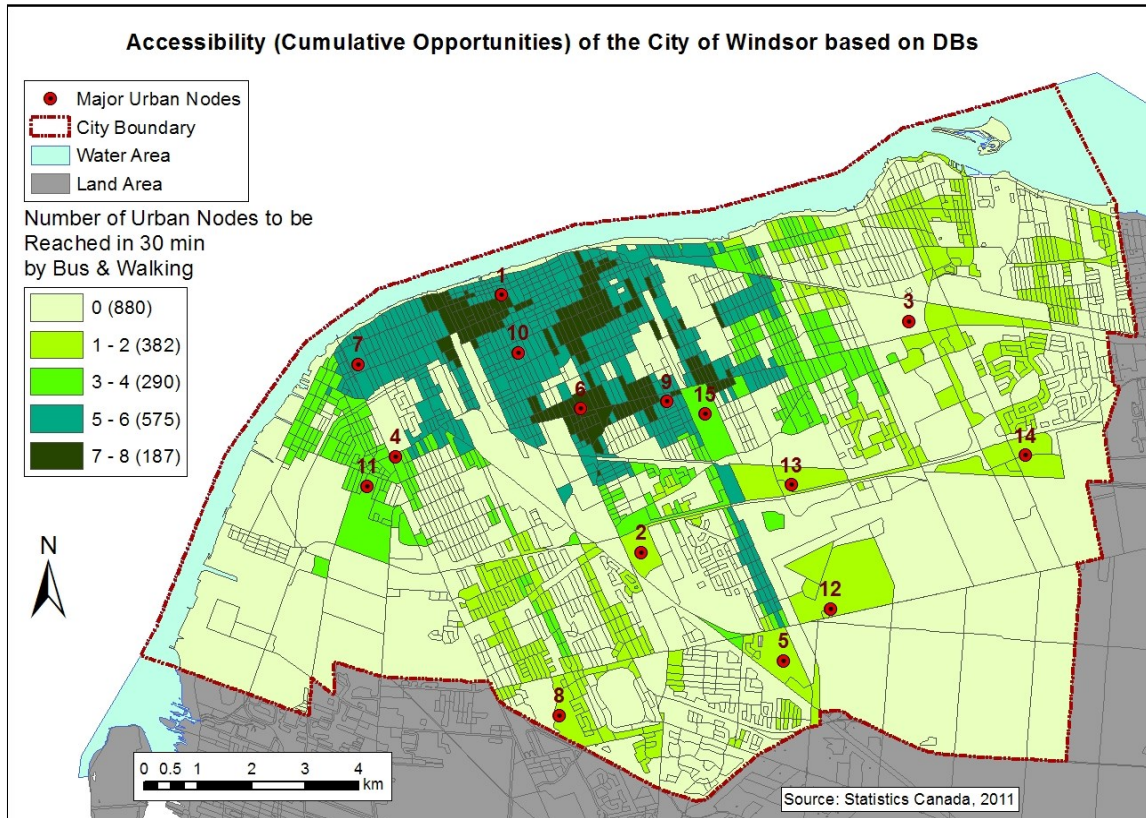 Accessibility (Cumulative Opportunities) of the City of Windsor based on DBs
Major Urban Nodes
City Boundary
Water Area
Land Area
Number of Urban Nodes to be
Reached in 30 min
by Bus & Walking
0 (880)
1 - 2 (382)
3 - 4 (290)
5 - 6 (575)
7 - 8 (187)
1
3
10
7
6
9
15
4
14
11
13
2
12
5
8
N
0 0.5 1 2 3 4
km
Source: Statistics Canada, 2011